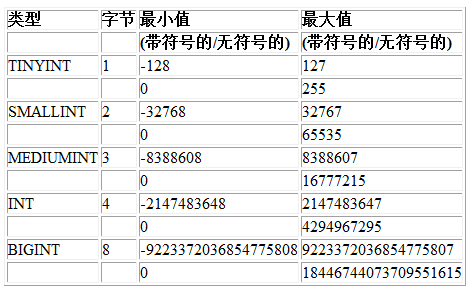 类型 字节 最小值 最大值
(带符号的/无符号的) (带符号的/无符号的)
TINYINT 1 -128 127
0 255
SMALLINT 2 -32768 32767
0 65535
MEDIUMINT 3 -8388608 8388607
0 16777215
INT 4 -2147483648 2147483647
0 4294967295
BIGINT 8 -9223372036854775808 9223372036854775807
0 18446744073709551615